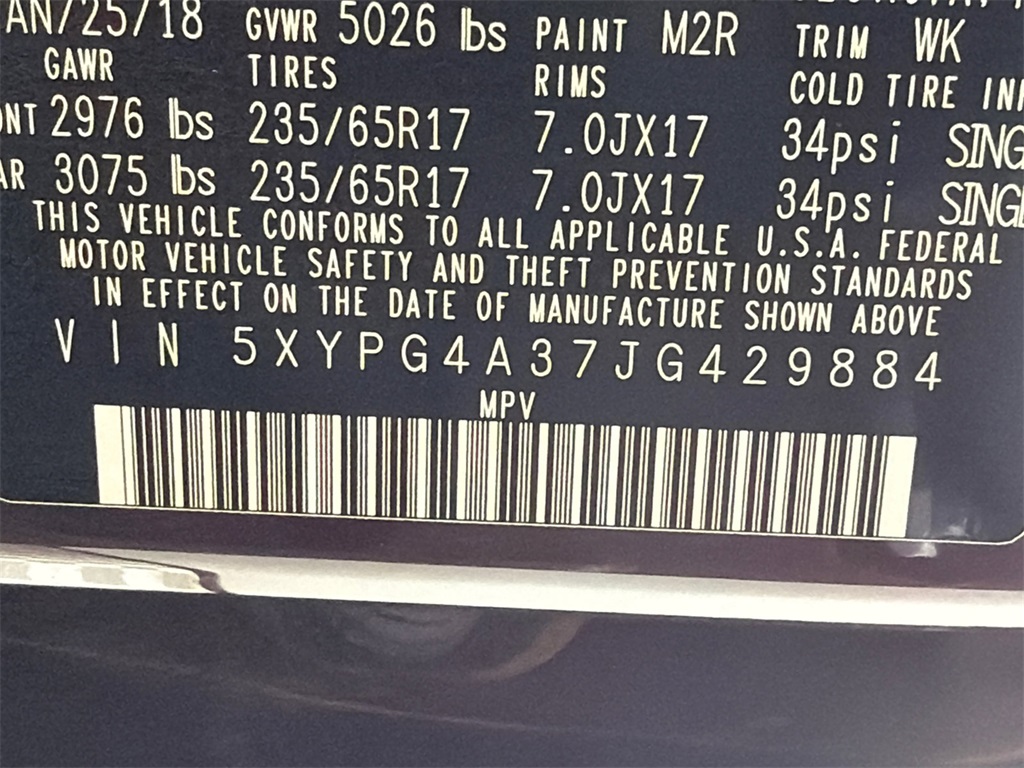 AN/25/18 GVWR 5026 lbs PAINT M2R TRIM WK
GAWR TIRES RIMS COLD TIRE IN
NT 2976 lbs 235/65R17 7.0JX17 34psi SING
AR 3075 lbs 235/65R17 7.0JX17 34psi SING
THIS VEHICLE CONFORMS TO ALL APPLICABLE U.S.A. FEDERAL
MOTOR VEHICLE SAFETY AND THEFT PREVENTION STANDARDS
IN EFFECT ON THE DATE OF MANUFACTURE SHOWN ABOVE
VIN 5XYPG4A37JG429884
MPV